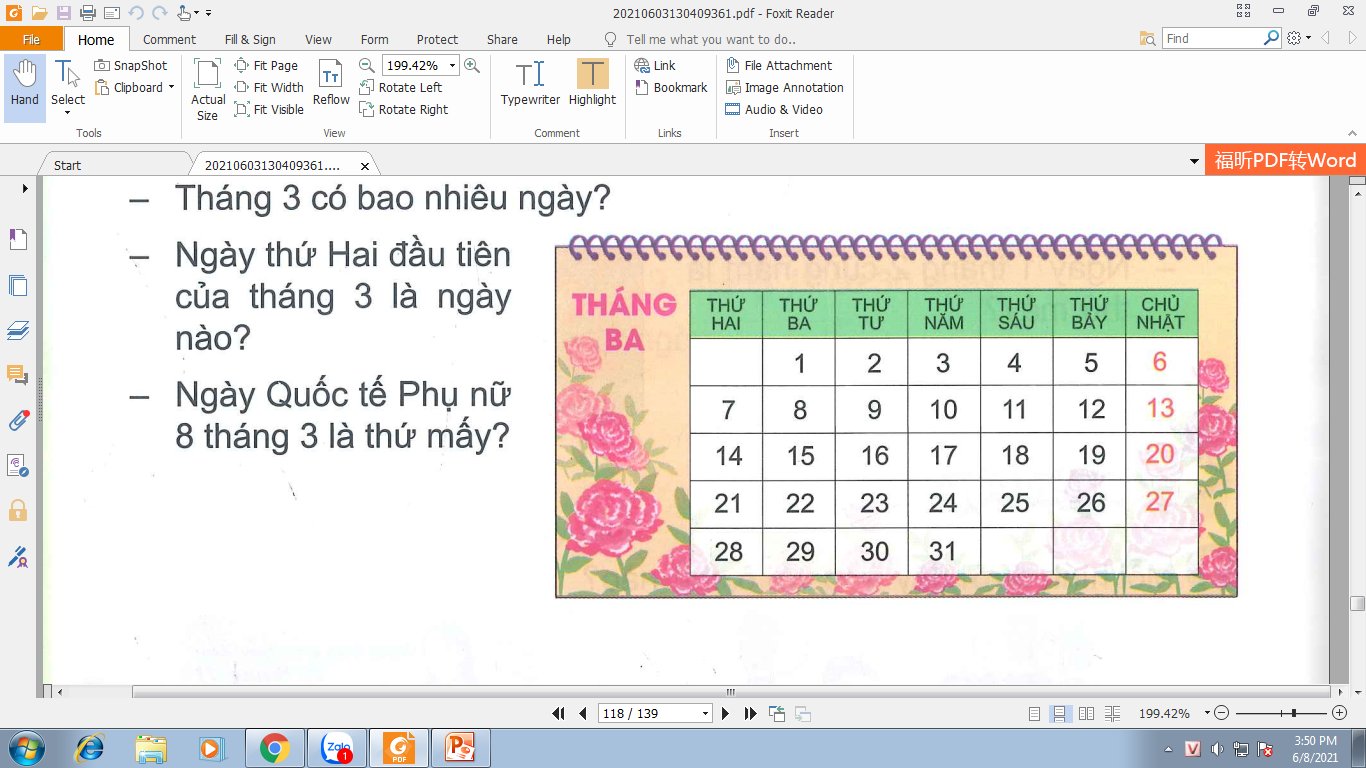 20210603130409361.pdf - Foxit Reader
File Home Comment Fill & Sign View Form Protect Share Help Tell me what you want to do.. Find
Hand
Select
SnapShot
Clipboard
Tools
Actual Size
Fit Page
Fit Width
Fit Visible
Reflow
199.42%
Rotate Left
Rotate Right
View
Typewriter
Highlight
Comment
Link
Bookmark
Links
File Attachment
Image Annotation
Audio & Video
Insert
Start 20210603130409361.... 福昕PDF转Word
– Tháng 3 có bao nhiêu ngày?
– Ngày thứ Hai đầu tiên
của tháng 3 là ngày
nào?
– Ngày Quốc tế Phụ nữ
8 tháng 3 là thứ mấy?
THÁNG
BA
THỨ HAI THỨ BA THỨ TƯ THỨ NĂM THỨ SÁU THỨ BẢY CHỦ NHẬT
1 2 3 4 5 6
7 8 9 10 11 12 13
14 15 16 17 18 19 20
21 22 23 24 25 26 27
28 29 30 31
118 / 139 199.42%
Zalo 1 PDF 3:50 PM
6/8/2021